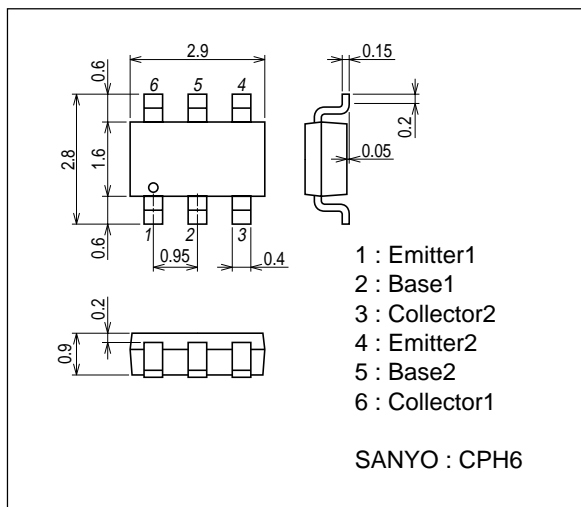 2.9
0.15
0.6
6
5
4
0.2
2.8
1.6
0.05
0.6
1
2
3
0.95
0.4
1 : Emitter1
2 : Base1
3 : Collector2
4 : Emitter2
5 : Base2
6 : Collector1
0.2
0.9
SANYO : CPH6